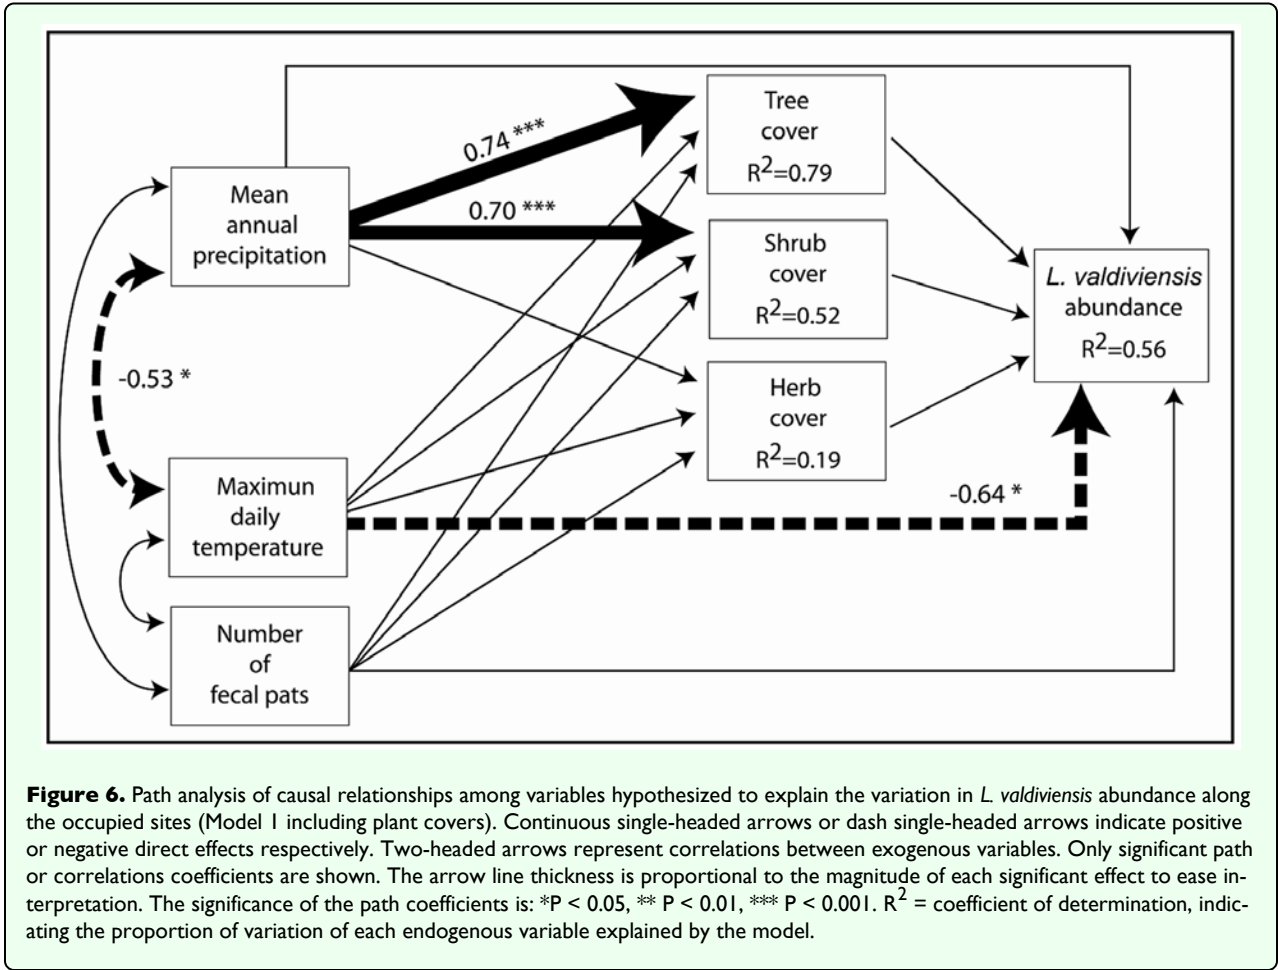 0.74 ***
0.70 ***
-0.53 *
-0.64 *
Mean
annual
precipitation
Maximun
daily
temperature
Number
of
fecal pats
Tree
cover
R²=0.79
Shrub
cover
R²=0.52
Herb
cover
R²=0.19
L. valdiviensis
abundance
R²=0.56
Figure 6. Path analysis of causal relationships among variables hypothesized to explain the variation in L. valdiviensis abundance along
the occupied sites (Model 1 including plant covers). Continuous single-headed arrows or dash single-headed arrows indicate positive
or negative direct effects respectively. Two-headed arrows represent correlations between exogenous variables. Only significant path
or correlations coefficients are shown. The arrow line thickness is proportional to the magnitude of each significant effect to ease in-
terpretation. The significance of the path coefficients is: *P < 0.05, ** P < 0.01, *** P < 0.001. R² = coefficient of determination, indic-
ating the proportion of variation of each endogenous variable explained by the model.